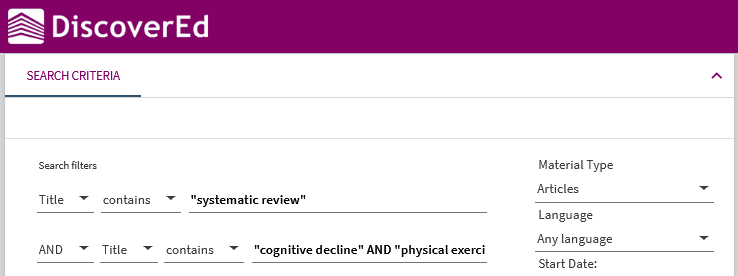 DiscoverEd
SEARCH CRITERIA
Search filters
Title contains "systematic review"
AND Title contains "cognitive decline" AND "physical exerci
Material Type
Articles
Language
Any language
Start Date: